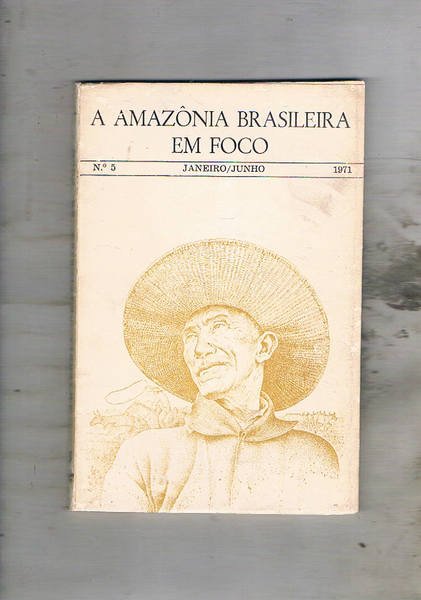 A AMAZÔNIA BRASILEIRA
EM FOCO
N.º 5 JANEIRO/JUNHO 1971